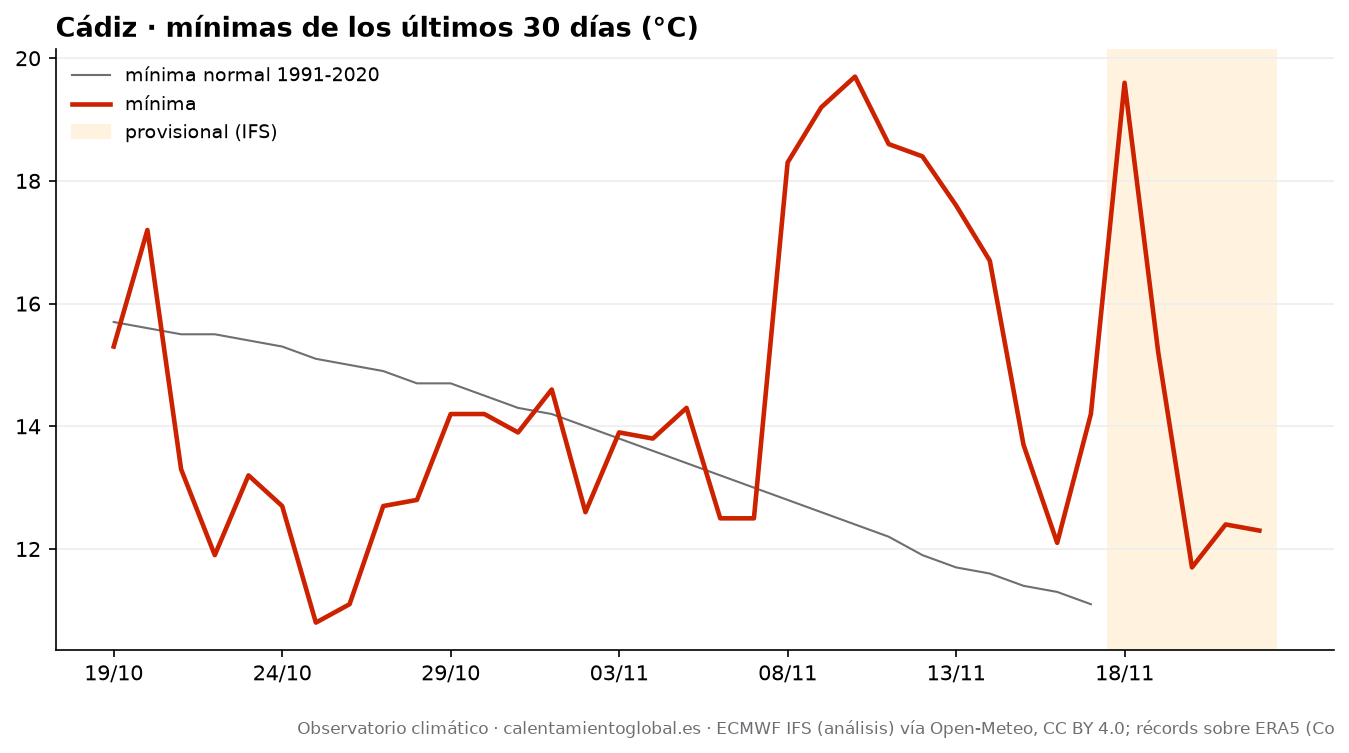 Cádiz · mínimas de los últimos 30 días (°C)
mínima normal 1991-2020
mínima
provisional (IFS)
20
18
16
14
12
19/10 24/10 29/10 03/11 08/11 13/11 18/11
Observatorio climático · calentamientoglobal.es · ECMWF IFS (análisis) vía Open-Meteo, CC BY 4.0; récords sobre ERA5 (Co